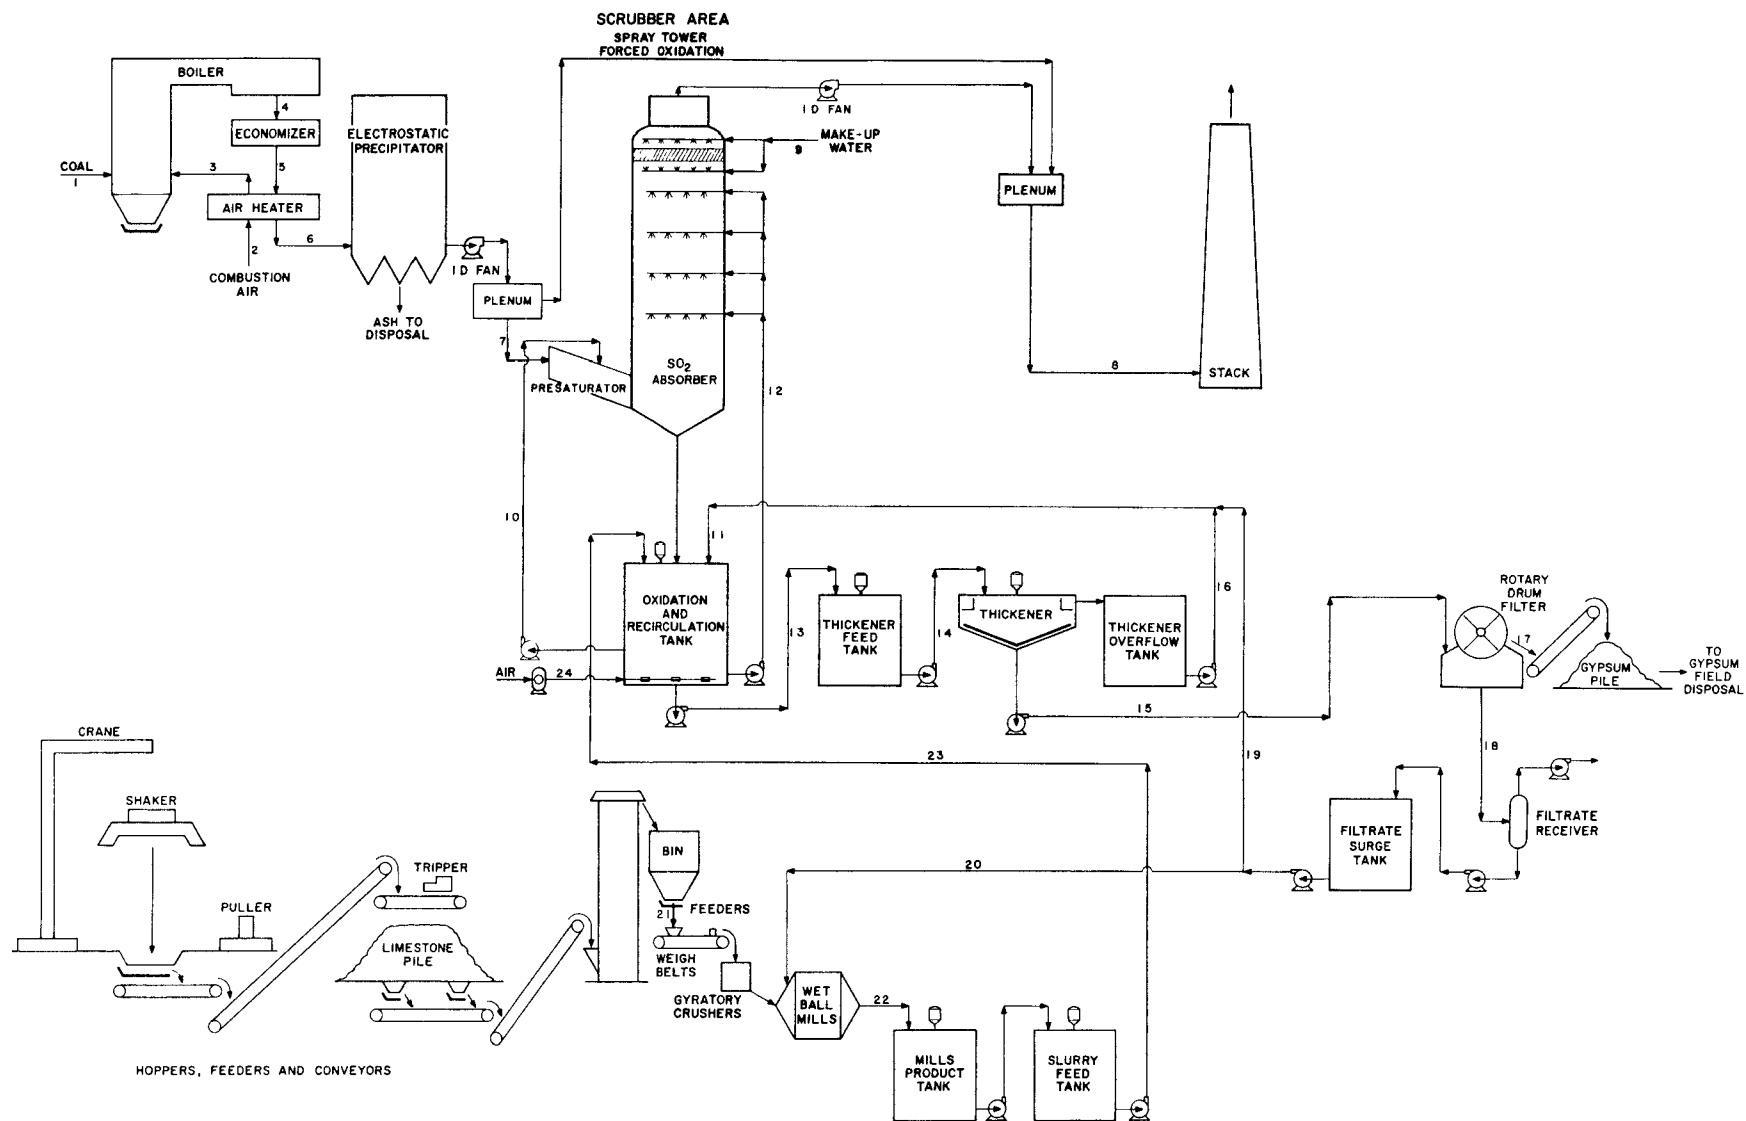 SCRUBBER AREA
SPRAY TOWER
FORCED OXIDATION
BOILER
4
ECONOMIZER
5
3
COAL
1
AIR HEATER
2
6
COMBUSTION
AIR
ELECTROSTATIC
PRECIPITATOR
ASH TO
DISPOSAL
I D FAN
PLENUM
7
PRESATURATOR
I D FAN
MAKE-UP
WATER
9
SO2
ABSORBER
12
PLENUM
8
STACK
10
11
OXIDATION
AND
RECIRCULATION
TANK
AIR
24
13
THICKENER
FEED
TANK
14
THICKENER
THICKENER
OVERFLOW
TANK
16
15
ROTARY
DRUM
FILTER
17
GYPSUM
PILE
TO
GYPSUM
FIELD
DISPOSAL
18
19
FILTRATE
RECEIVER
FILTRATE
SURGE
TANK
20
23
CRANE
SHAKER
PULLER
TRIPPER
LIMESTONE
PILE
HOPPERS, FEEDERS AND CONVEYORS
BIN
21
FEEDERS
WEIGH
BELTS
GYRATORY
CRUSHERS
WET
BALL
MILLS
22
MILLS
PRODUCT
TANK
SLURRY
FEED
TANK